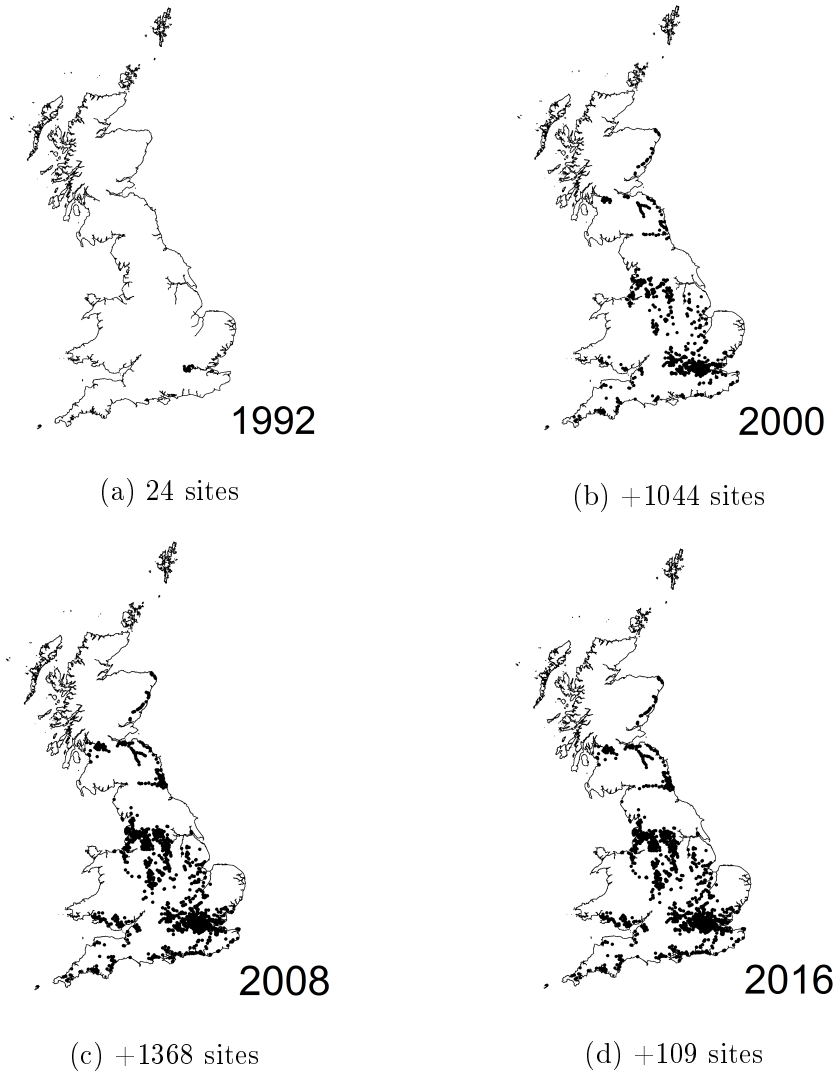 1992
2000
(a) 24 sites
(b) +1044 sites
2008
2016
(c) +1368 sites
(d) +109 sites